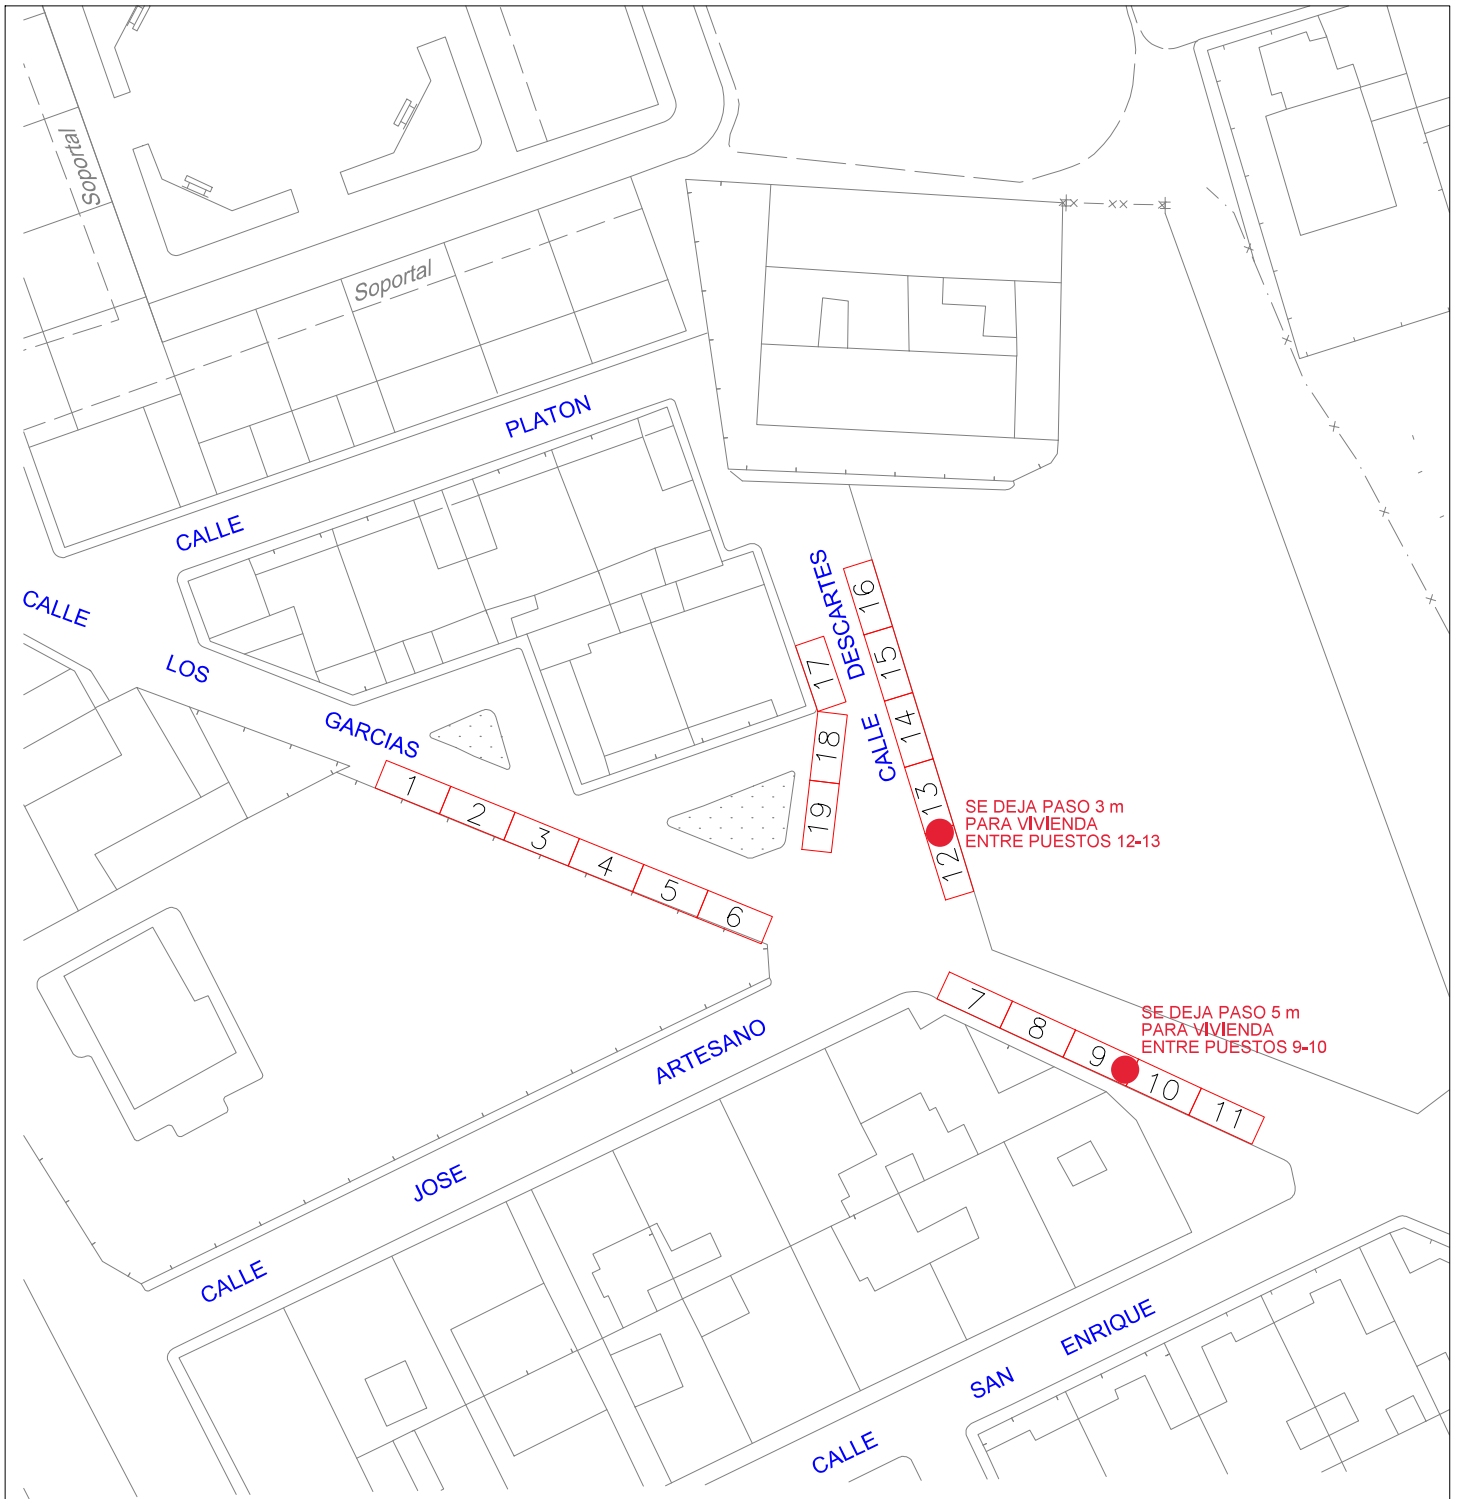 Soportal
Soportal
CALLE PLATON
CALLE LOS GARCIAS
CALLE DESCARTES
16
15
14
13
12
17
18
19
SE DEJA PASO 3 m
PARA VIVIENDA
ENTRE PUESTOS 12-13
1
2
3
4
5
6
7
8
9
10
11
SE DEJA PASO 5 m
PARA VIVIENDA
ENTRE PUESTOS 9-10
CALLE JOSE ARTESANO
CALLE SAN ENRIQUE